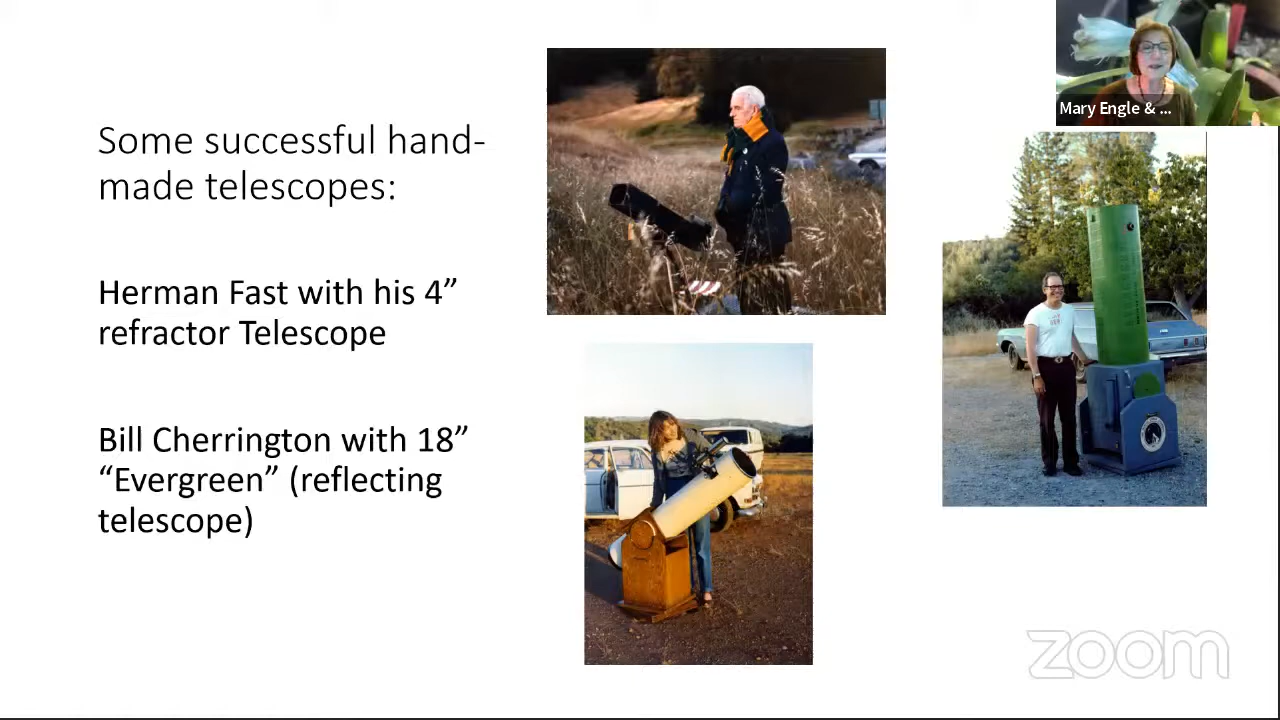 Some successful hand-
made telescopes:
Herman Fast with his 4”
refractor Telescope
Bill Cherrington with 18”
“Evergreen” (reflecting
telescope)
Mary Engle & ...
zoom